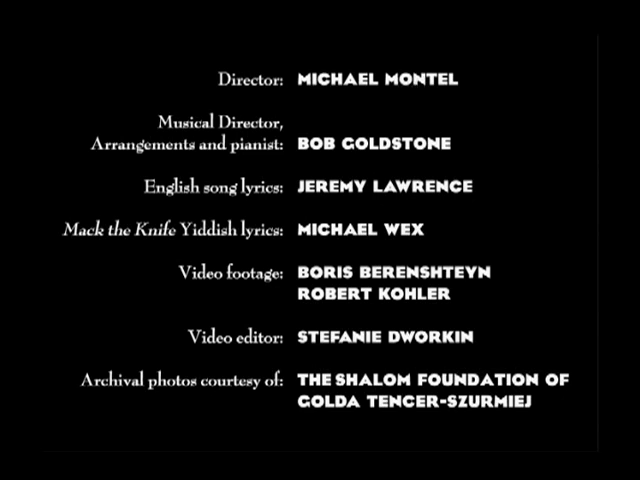 Director: MICHAEL MONTEL
Musical Director,
Arrangements and pianist: BOB GOLDSTONE
English song lyrics: JEREMY LAWRENCE
Mack the Knife Yiddish lyrics: MICHAEL WEX
Video footage: BORIS BERENSHTEYN
ROBERT KOHLER
Video editor: STEFANIE DWORKIN
Archival photos courtesy of: THE SHALOM FOUNDATION OF
GOLDA TENCER-SZURMIEJ